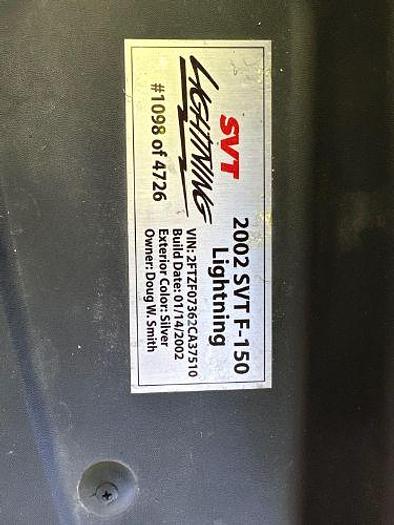 SVT
LIGHTNING
#1098 of 4726
2002 SVT F-150
Lightning
VIN: 2FTZF07362CA37510
Build Date: 01/14/2002
Exterior Color: Silver
Owner: Doug W. Smith